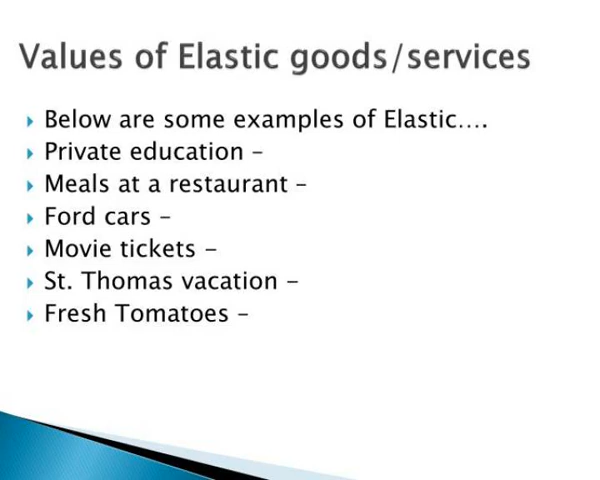 Values of Elastic goods/services
Below are some examples of Elastic....
Private education –
Meals at a restaurant –
Ford cars –
Movie tickets –
St. Thomas vacation –
Fresh Tomatoes –